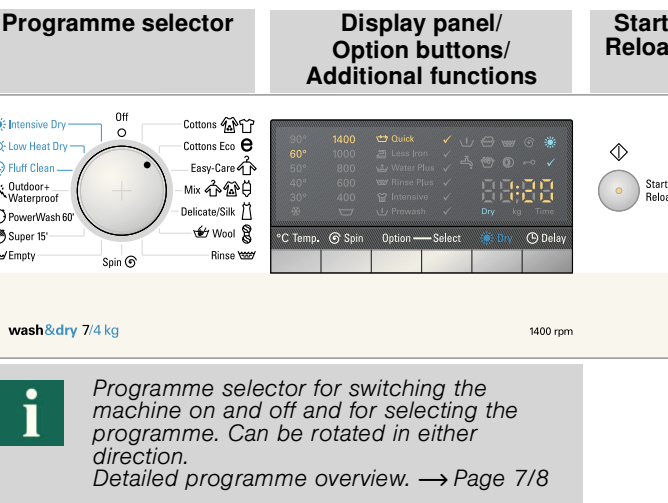 Programme selector
Display panel/
Option buttons/
Additional functions
Start
Reloa
Off
Intensive Dry
Low Heat Dry
Fluff Clean
Outdoor+
Waterproof
PowerWash 60'
Super 15'
Empty
Spin
Cottons
Cottons Eco e
Easy-Care
Mix
Delicate/Silk
Wool
Rinse
90° 1400 Quick ✓
60° 1000 Less Iron ✓
50° 800 Water Plus ✓
40° 600 Rinse Plus ✓
30° 400 Intensive ✓
Prewash ✓
1:20
Dry kg Time
°C Temp. Spin Option — Select Dry Delay
Start
Reloa
wash&dry 7/4 kg
1400 rpm
i
Programme selector for switching the
machine on and off and for selecting the
programme. Can be rotated in either
direction.
Detailed programme overview. → Page 7/8